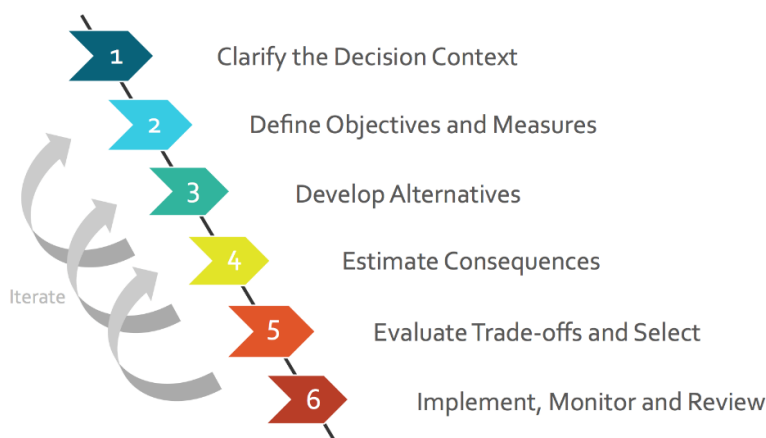 1 Clarify the Decision Context
2 Define Objectives and Measures
3 Develop Alternatives
4 Estimate Consequences
Iterate
5 Evaluate Trade-offs and Select
6 Implement, Monitor and Review